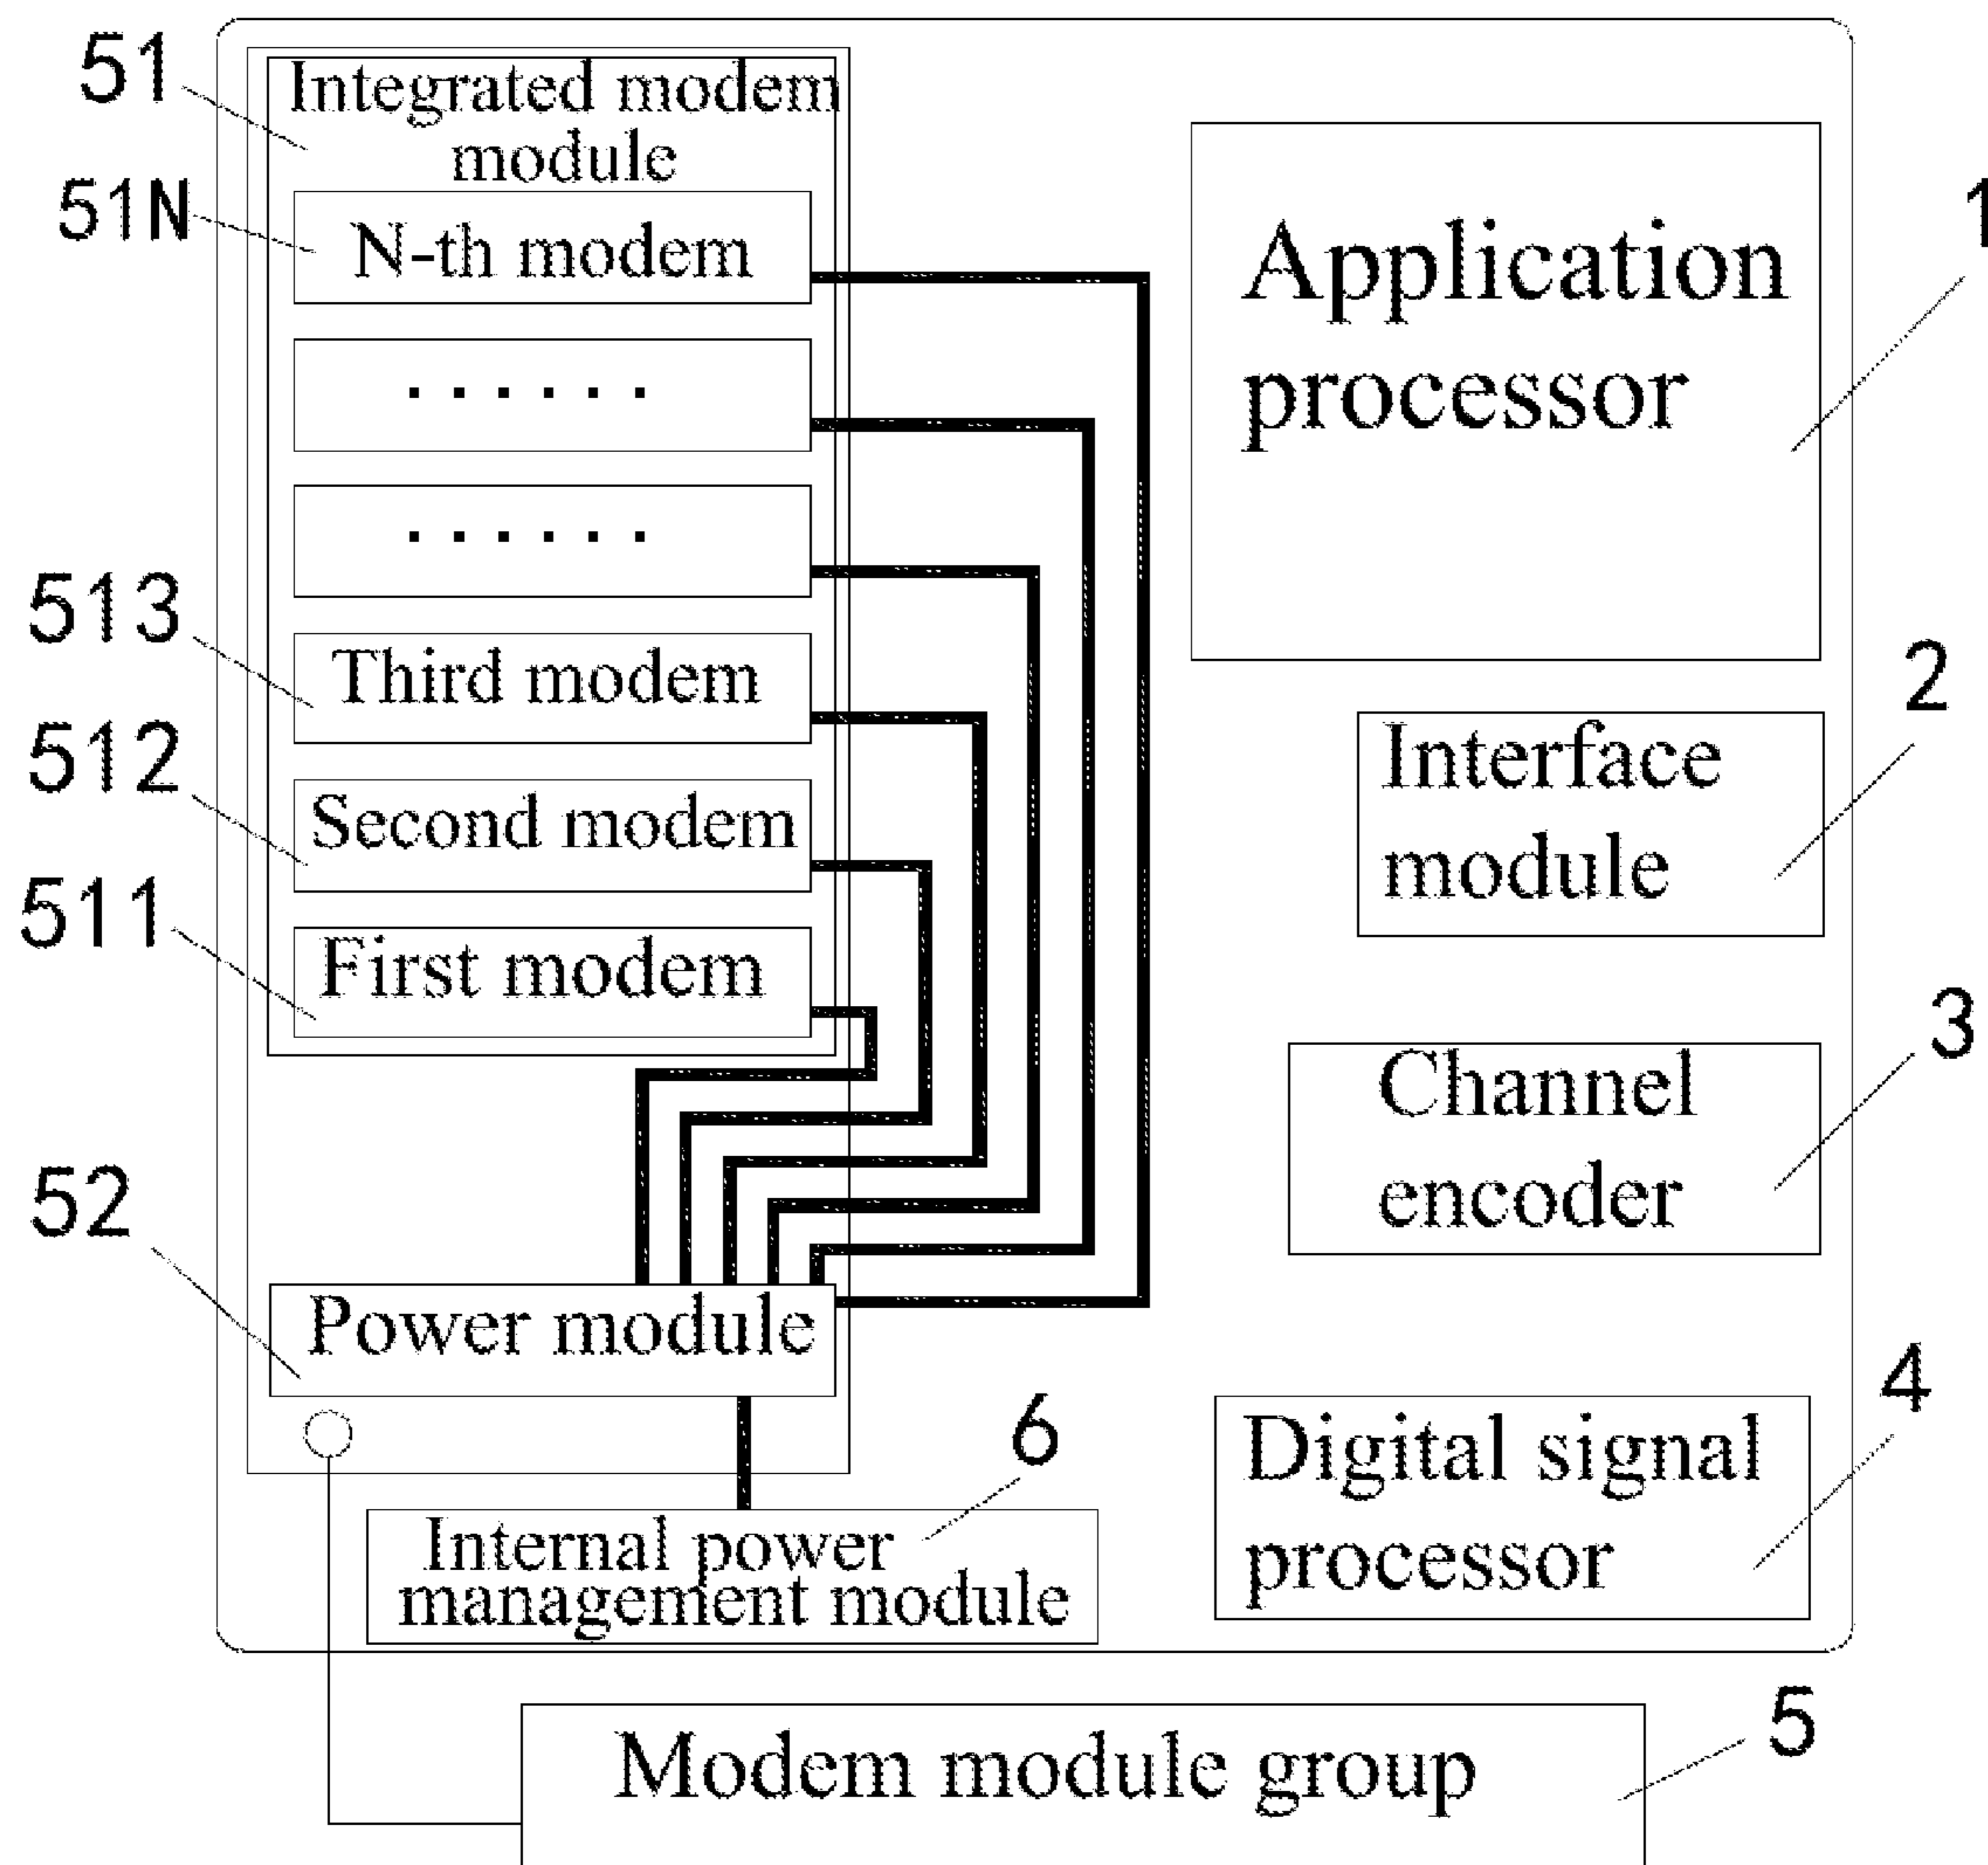 51
Integrated modem
module
51N
N-th modem
1
Application
processor
. . . . . .
. . . . . .
513
Third modem
2
Interface
module
512
Second modem
511
First modem
3
Channel
encoder
52
Power module
4
Digital signal
processor
6
Internal power
management module
5
Modem module group